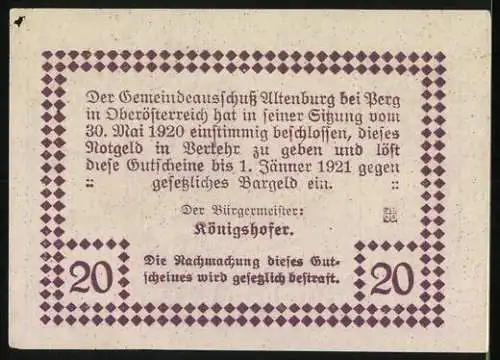 Der Gemeindeausschuß Altenburg bei Perg
in Oberösterreich hat in seiner Sitzung vom
30. Mai 1920 einstimmig beschlossen, dieses
Notgeld in Verkehr zu geben und löst
diese Gutscheine bis 1. Jänner 1921 gegen
:: gesetzliches Bargeld ein. ::
Der Bürgermeister:
Königshofer.
Die Nachmachung dieses Gut-
scheines wird gesetzlich bestraft.
20 20